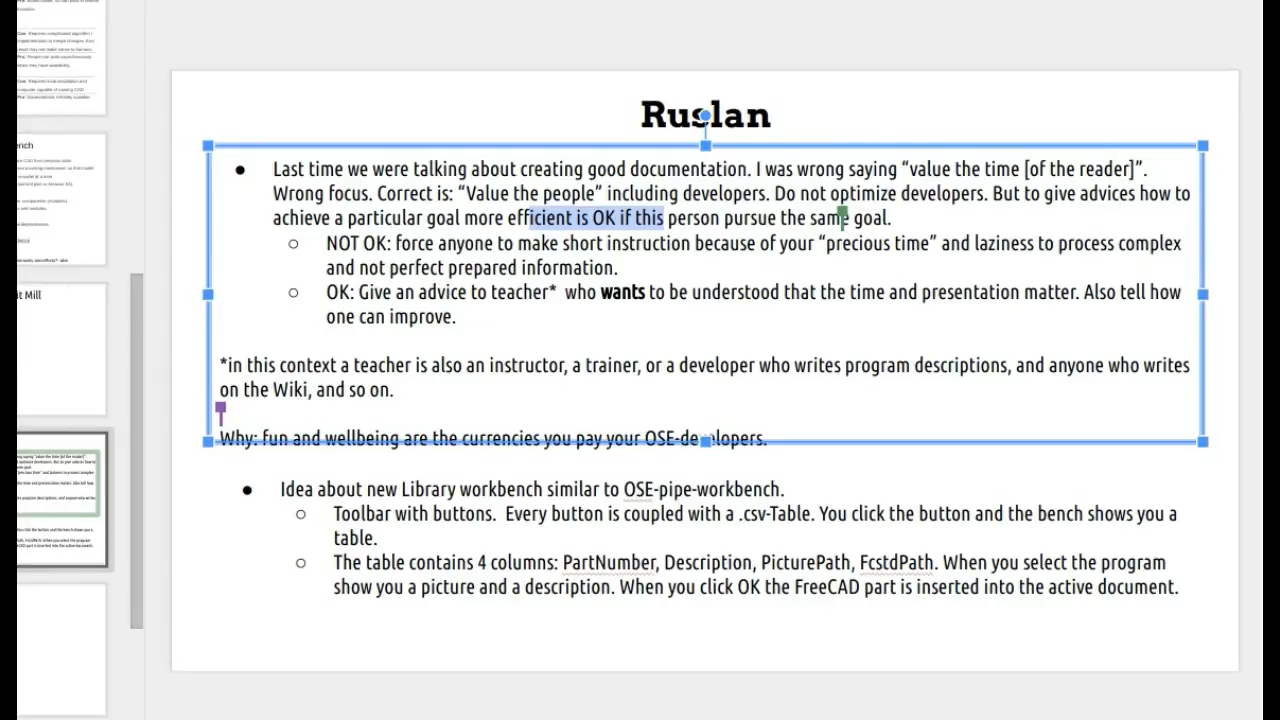 Con: Requires complicated algorithm /
ench
it Mill
Ruslan
● Last time we were talking about creating good documentation. I was wrong saying “value the time [of the reader]”.
Wrong focus. Correct is: “Value the people” including developers. Do not optimize developers. But to give advices how to
achieve a particular goal more efficient is OK if this person pursue the same goal.
○ NOT OK: force anyone to make short instruction because of your “precious time” and laziness to process complex
and not perfect prepared information.
○ OK: Give an advice to teacher* who wants to be understood that the time and presentation matter. Also tell how
one can improve.
*in this context a teacher is also an instructor, a trainer, or a developer who writes program descriptions, and anyone who writes
on the Wiki, and so on.
Why: fun and wellbeing are the currencies you pay your OSE-developers.
● Idea about new Library workbench similar to OSE-pipe-workbench.
○ Toolbar with buttons. Every button is coupled with a .csv-Table. You click the button and the bench shows you a
table.
○ The table contains 4 columns: PartNumber, Description, PicturePath, FcstdPath. When you select the program
show you a picture and a description. When you click OK the FreeCAD part is inserted into the active document.